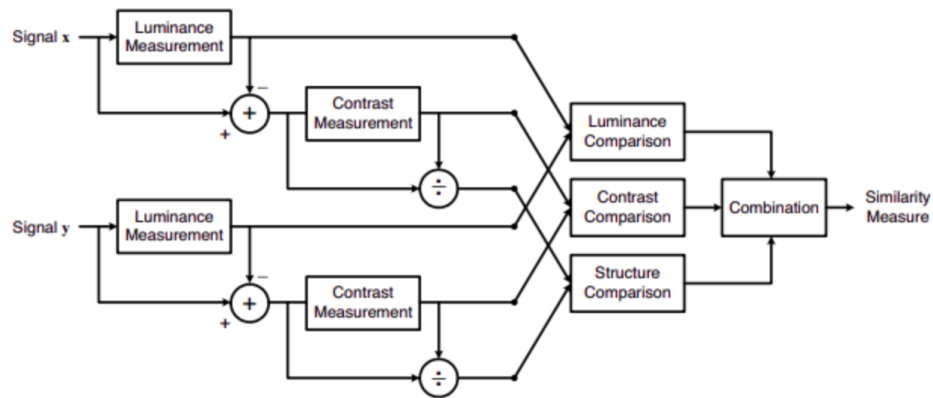 Signal x
Luminance
Measurement
−
+
+
Contrast
Measurement
÷
Signal y
Luminance
Measurement
−
+
+
Contrast
Measurement
÷
Luminance
Comparison
Contrast
Comparison
Structure
Comparison
Combination
Similarity
Measure